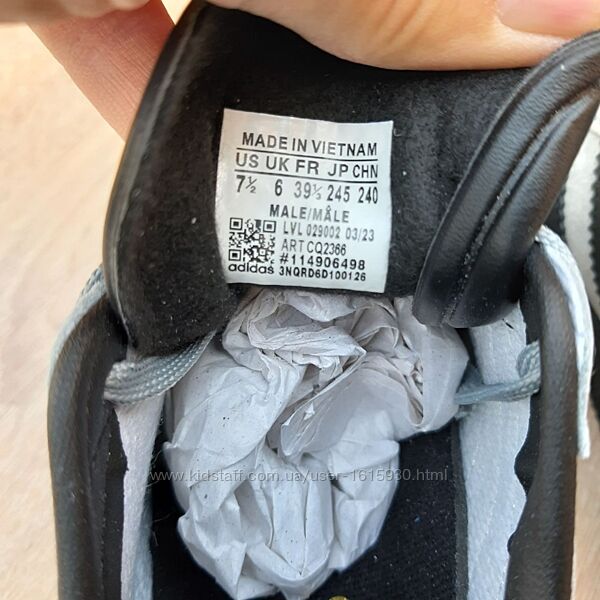 MADE IN VIETNAM
US UK FR JP CHN
7½ 6 39⅓ 245 240
MALE/MÂLE
LVL 029002 03/23
ART CQ2366
#114906498
adidas 3NQRD6D100126
www.kidstaff.com.ua/user-1615930.html